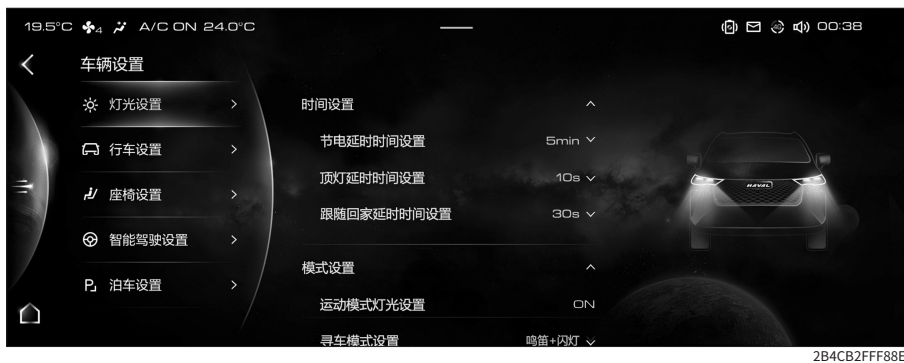 19.5°C 4 A/C ON 24.0°C 00:38
车辆设置
灯光设置
行车设置
座椅设置
智能驾驶设置
泊车设置
时间设置
节电延时时间设置 5min
顶灯延时时间设置 10s
跟随回家延时时间设置 30s
模式设置
运动模式灯光设置 ON
寻车模式设置 鸣笛+闪灯
HAVAL
2B4CB2FFF88E